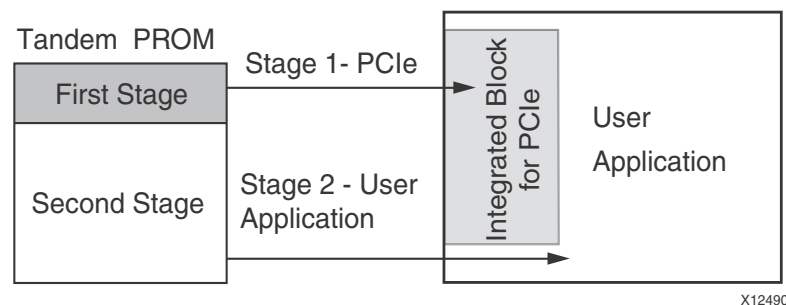 Tandem PROM
First Stage
Second Stage
Stage 1- PCIe
Stage 2 - User
Application
Integrated Block
for PCIe
User
Application
X12490